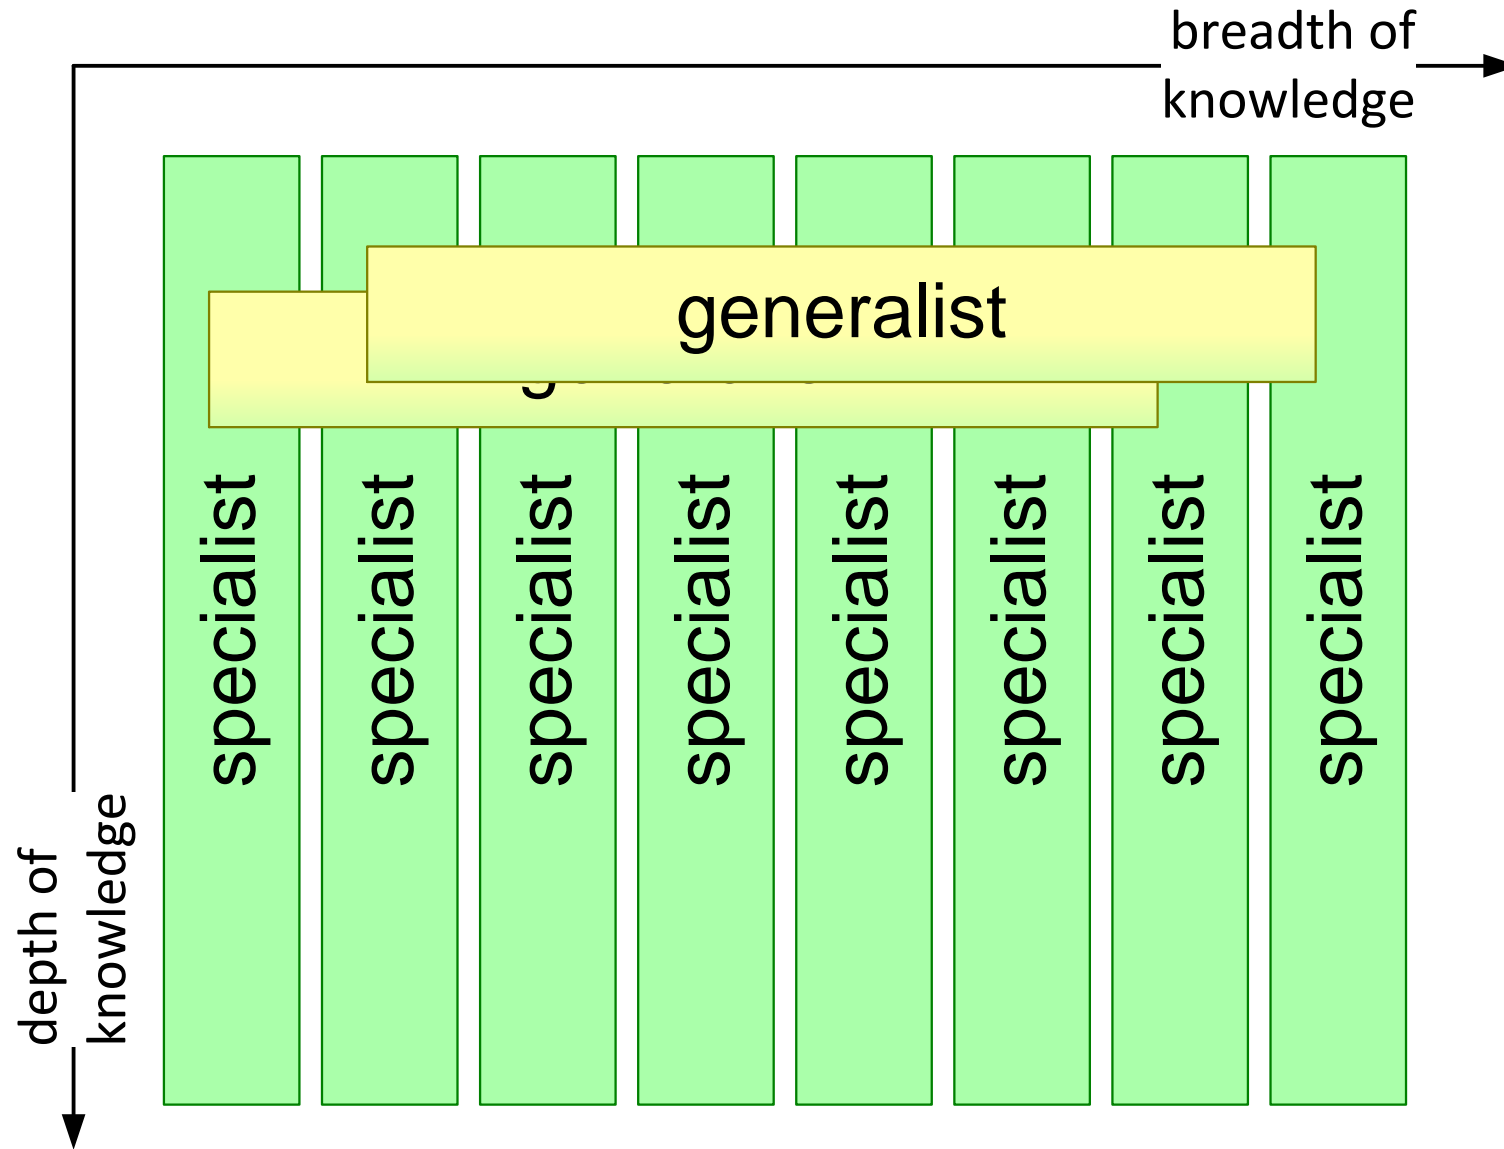 breadth of
knowledge
generalist
specialist
specialist
specialist
specialist
specialist
specialist
specialist
specialist
depth of
knowledge